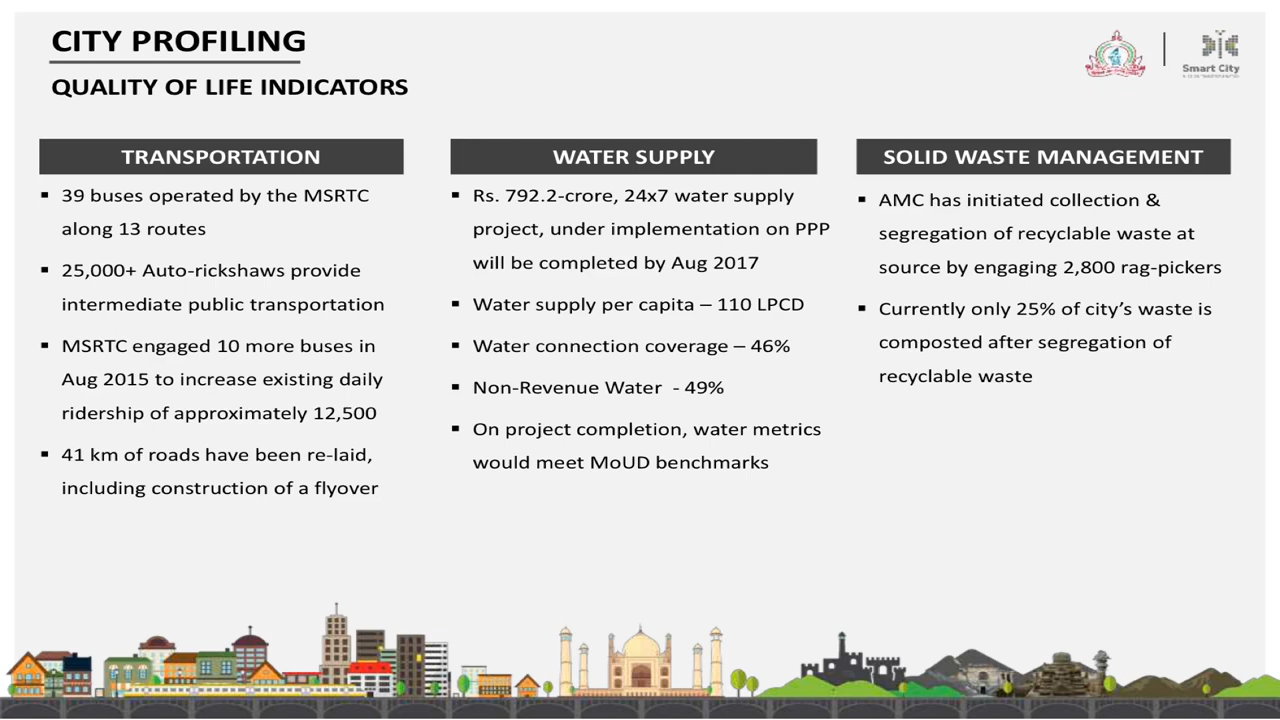 CITY PROFILING
QUALITY OF LIFE INDICATORS
Smart City
TRANSPORTATION
▪ 39 buses operated by the MSRTC
along 13 routes
▪ 25,000+ Auto-rickshaws provide
intermediate public transportation
▪ MSRTC engaged 10 more buses in
Aug 2015 to increase existing daily
ridership of approximately 12,500
▪ 41 km of roads have been re-laid,
including construction of a flyover
WATER SUPPLY
▪ Rs. 792.2-crore, 24x7 water supply
project, under implementation on PPP
will be completed by Aug 2017
▪ Water supply per capita – 110 LPCD
▪ Water connection coverage – 46%
▪ Non-Revenue Water - 49%
▪ On project completion, water metrics
would meet MoUD benchmarks
SOLID WASTE MANAGEMENT
▪ AMC has initiated collection &
segregation of recyclable waste at
source by engaging 2,800 rag-pickers
▪ Currently only 25% of city's waste is
composted after segregation of
recyclable waste